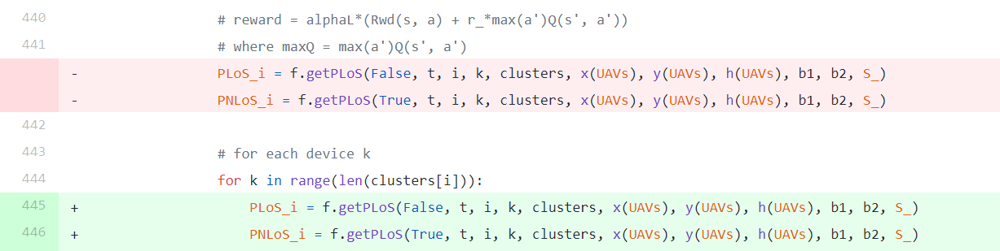 440 # reward = alphaL*(Rwd(s, a) + r_*max(a')Q(s', a'))
441 # where maxQ = max(a')Q(s', a')
- PLoS_i = f.getPLoS(False, t, i, k, clusters, x(UAVs), y(UAVs), h(UAVs), b1, b2, S_)
- PNLoS_i = f.getPLoS(True, t, i, k, clusters, x(UAVs), y(UAVs), h(UAVs), b1, b2, S_)
442
443 # for each device k
444 for k in range(len(clusters[i])):
445 + PLoS_i = f.getPLoS(False, t, i, k, clusters, x(UAVs), y(UAVs), h(UAVs), b1, b2, S_)
446 + PNLoS_i = f.getPLoS(True, t, i, k, clusters, x(UAVs), y(UAVs), h(UAVs), b1, b2, S_)